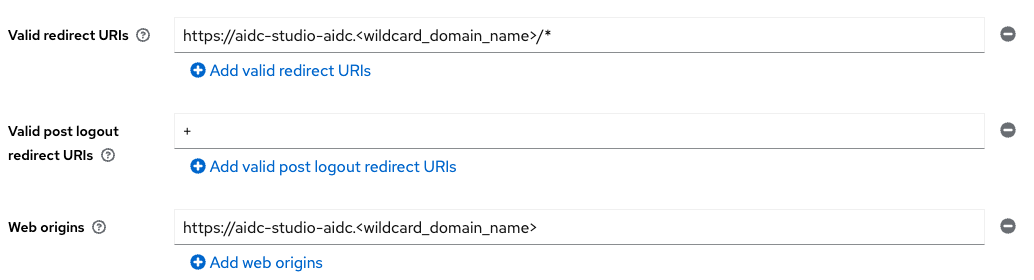 Valid redirect URIs
https://aidc-studio-aidc.<wildcard_domain_name>/*
Add valid redirect URIs
Valid post logout
redirect URIs
+
Add valid post logout redirect URIs
Web origins
https://aidc-studio-aidc.<wildcard_domain_name>
Add web origins